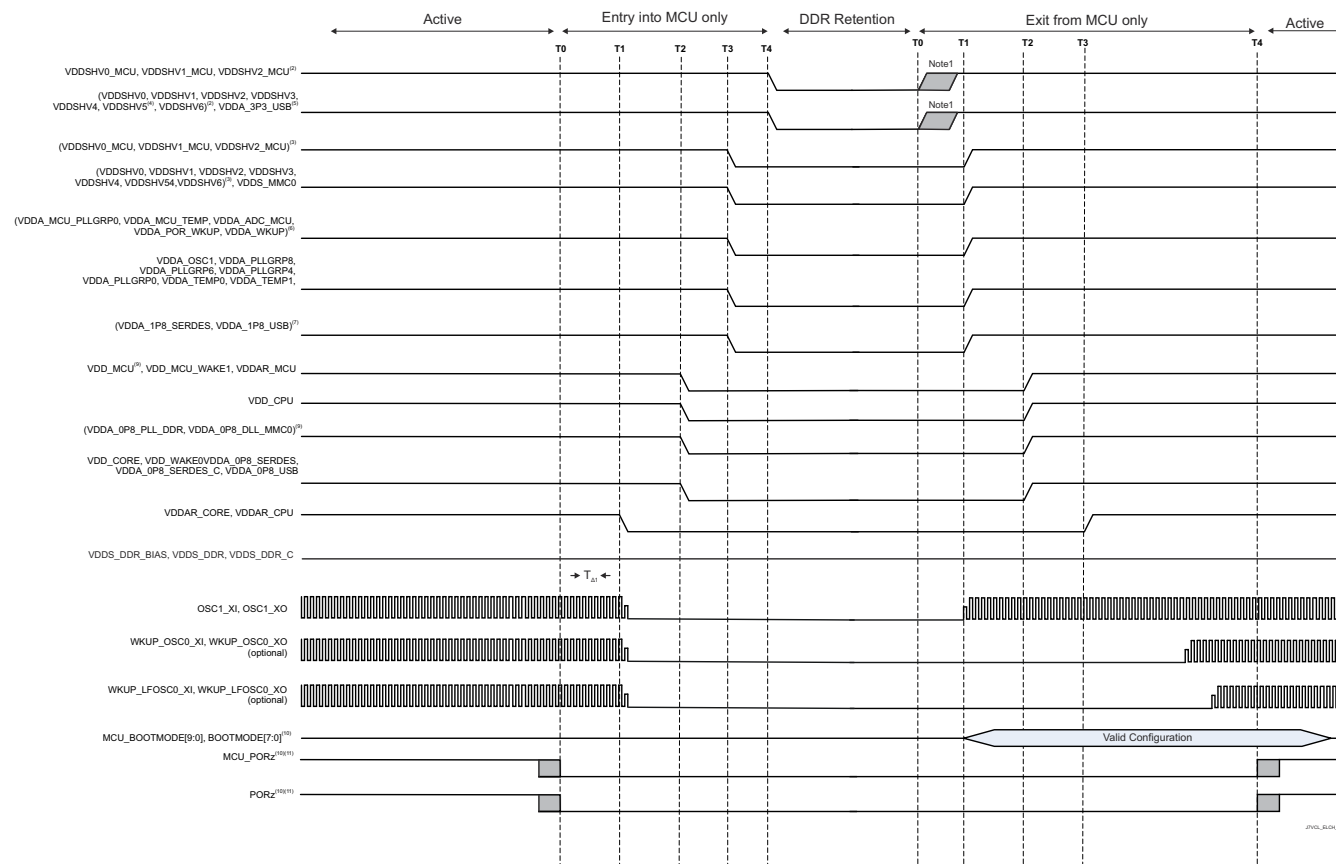 Active
Entry into MCU only
DDR Retention
Exit from MCU only
Active
T0
T1
T2
T3
T4
T0
T1
T2
T3
T4
VDDSHV0_MCU, VDDSHV1_MCU, VDDSHV2_MCU(2)
Note1
(VDDSHV0, VDDSHV1, VDDSHV2, VDDSHV3,
VDDSHV4, VDDSHV5(4), VDDSHV6)(2), VDDA_3P3_USB(5)
Note1
(VDDSHV0_MCU, VDDSHV1_MCU, VDDSHV2_MCU)(3)
(VDDSHV0, VDDSHV1, VDDSHV2, VDDSHV3,
VDDSHV4, VDDSHV54,VDDSHV6)(3), VDDS_MMC0
(VDDA_MCU_PLLGRP0, VDDA_MCU_TEMP, VDDA_ADC_MCU,
VDDA_POR_WKUP, VDDA_WKUP)(6)
VDDA_OSC1, VDDA_PLLGRP8,
VDDA_PLLGRP6, VDDA_PLLGRP4,
VDDA_PLLGRP0, VDDA_TEMP0, VDDA_TEMP1,
(VDDA_1P8_SERDES, VDDA_1P8_USB)(7)
VDD_MCU(9), VDD_MCU_WAKE1, VDDAR_MCU
VDD_CPU
(VDDA_0P8_PLL_DDR, VDDA_0P8_DLL_MMC0)(9)
VDD_CORE, VDD_WAKE0VDDA_0P8_SERDES,
VDDA_0P8_SERDES_C, VDDA_0P8_USB
VDDAR_CORE, VDDAR_CPU
VDDS_DDR_BIAS, VDDS_DDR, VDDS_DDR_C
TΔ1
OSC1_XI, OSC1_XO
WKUP_OSC0_XI, WKUP_OSC0_XO
(optional)
WKUP_LFOSC0_XI, WKUP_LFOSC0_XO
(optional)
MCU_BOOTMODE[9:0], BOOTMODE[7:0](10)
Valid Configuration
MCU_PORz(10)(11)
PORz(10)(11)